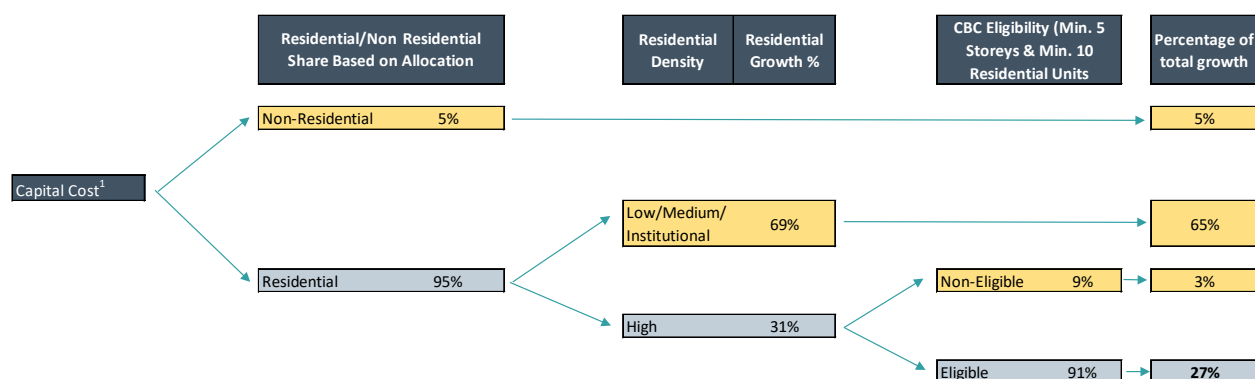 Residential/Non Residential
Share Based on Allocation
Residential
Density
Residential
Growth %
CBC Eligibility (Min. 5
Storeys & Min. 10
Residential Units
Percentage of
total growth
Non-Residential 5%
5%
Capital Cost1
Low/Medium/
Institutional 69%
65%
Residential 95%
Non-Eligible 9%
3%
High 31%
Eligible 91%
27%